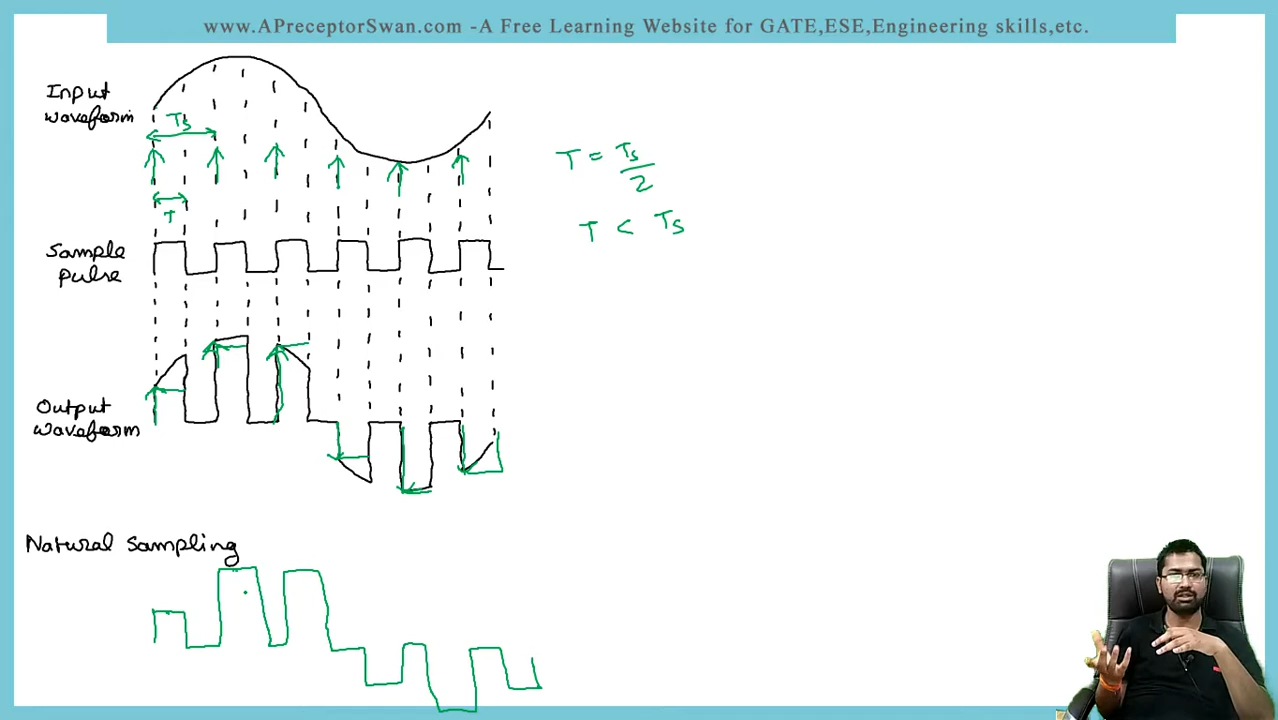 www.APreceptorSwan.com -A Free Learning Website for GATE,ESE,Engineering skills,etc.
Input
waveform
Ts
T
T = Ts/2
T < Ts
Sample
pulse
Output
waveform
Natural Sampling